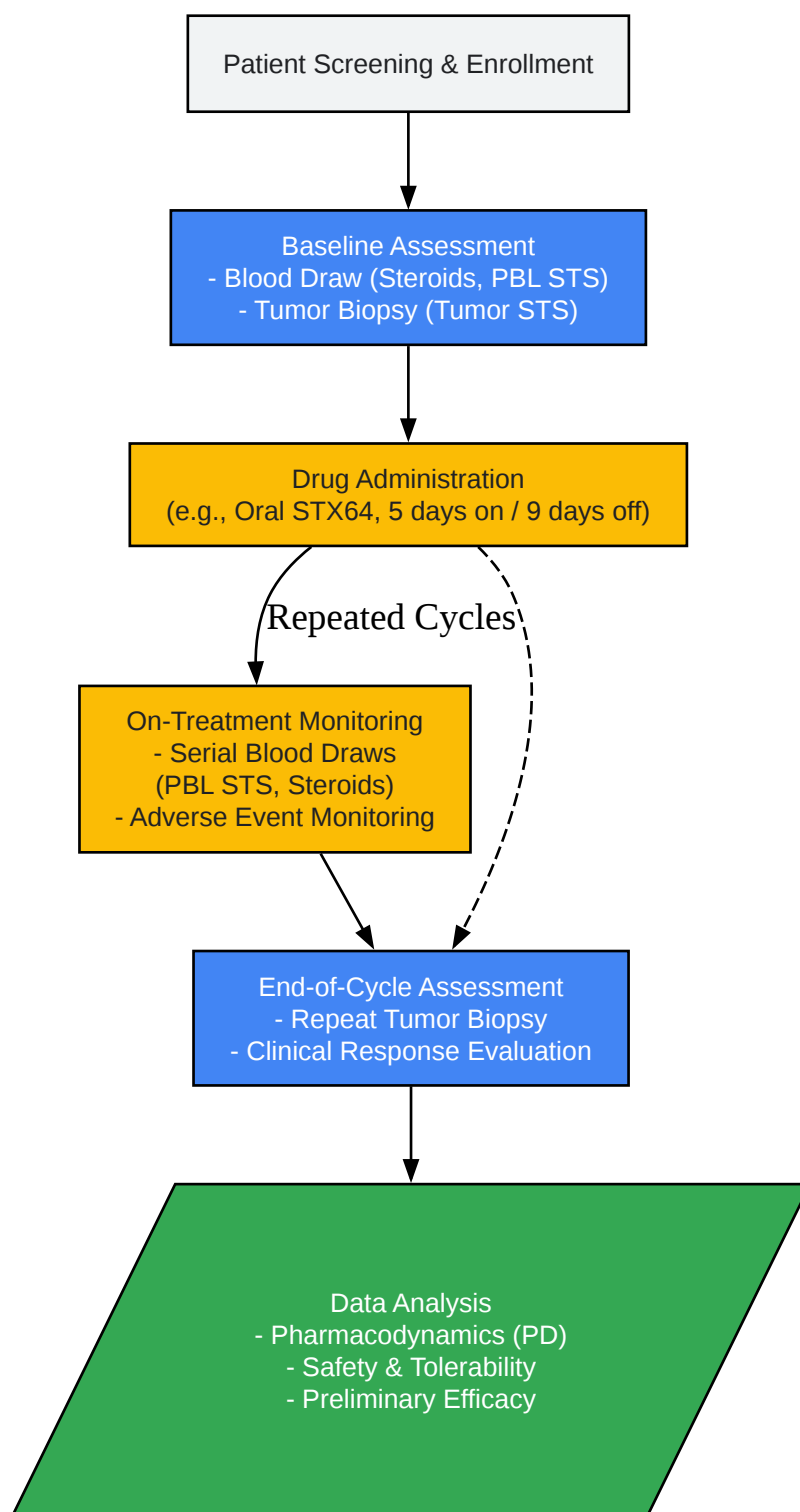 Patient Screening & Enrollment
Baseline Assessment
- Blood Draw (Steroids, PBL STS)
- Tumor Biopsy (Tumor STS)
Drug Administration
(e.g., Oral STX64, 5 days on / 9 days off)
Repeated Cycles
On-Treatment Monitoring
- Serial Blood Draws
(PBL STS, Steroids)
- Adverse Event Monitoring
End-of-Cycle Assessment
- Repeat Tumor Biopsy
- Clinical Response Evaluation
Data Analysis
- Pharmacodynamics (PD)
- Safety & Tolerability
- Preliminary Efficacy